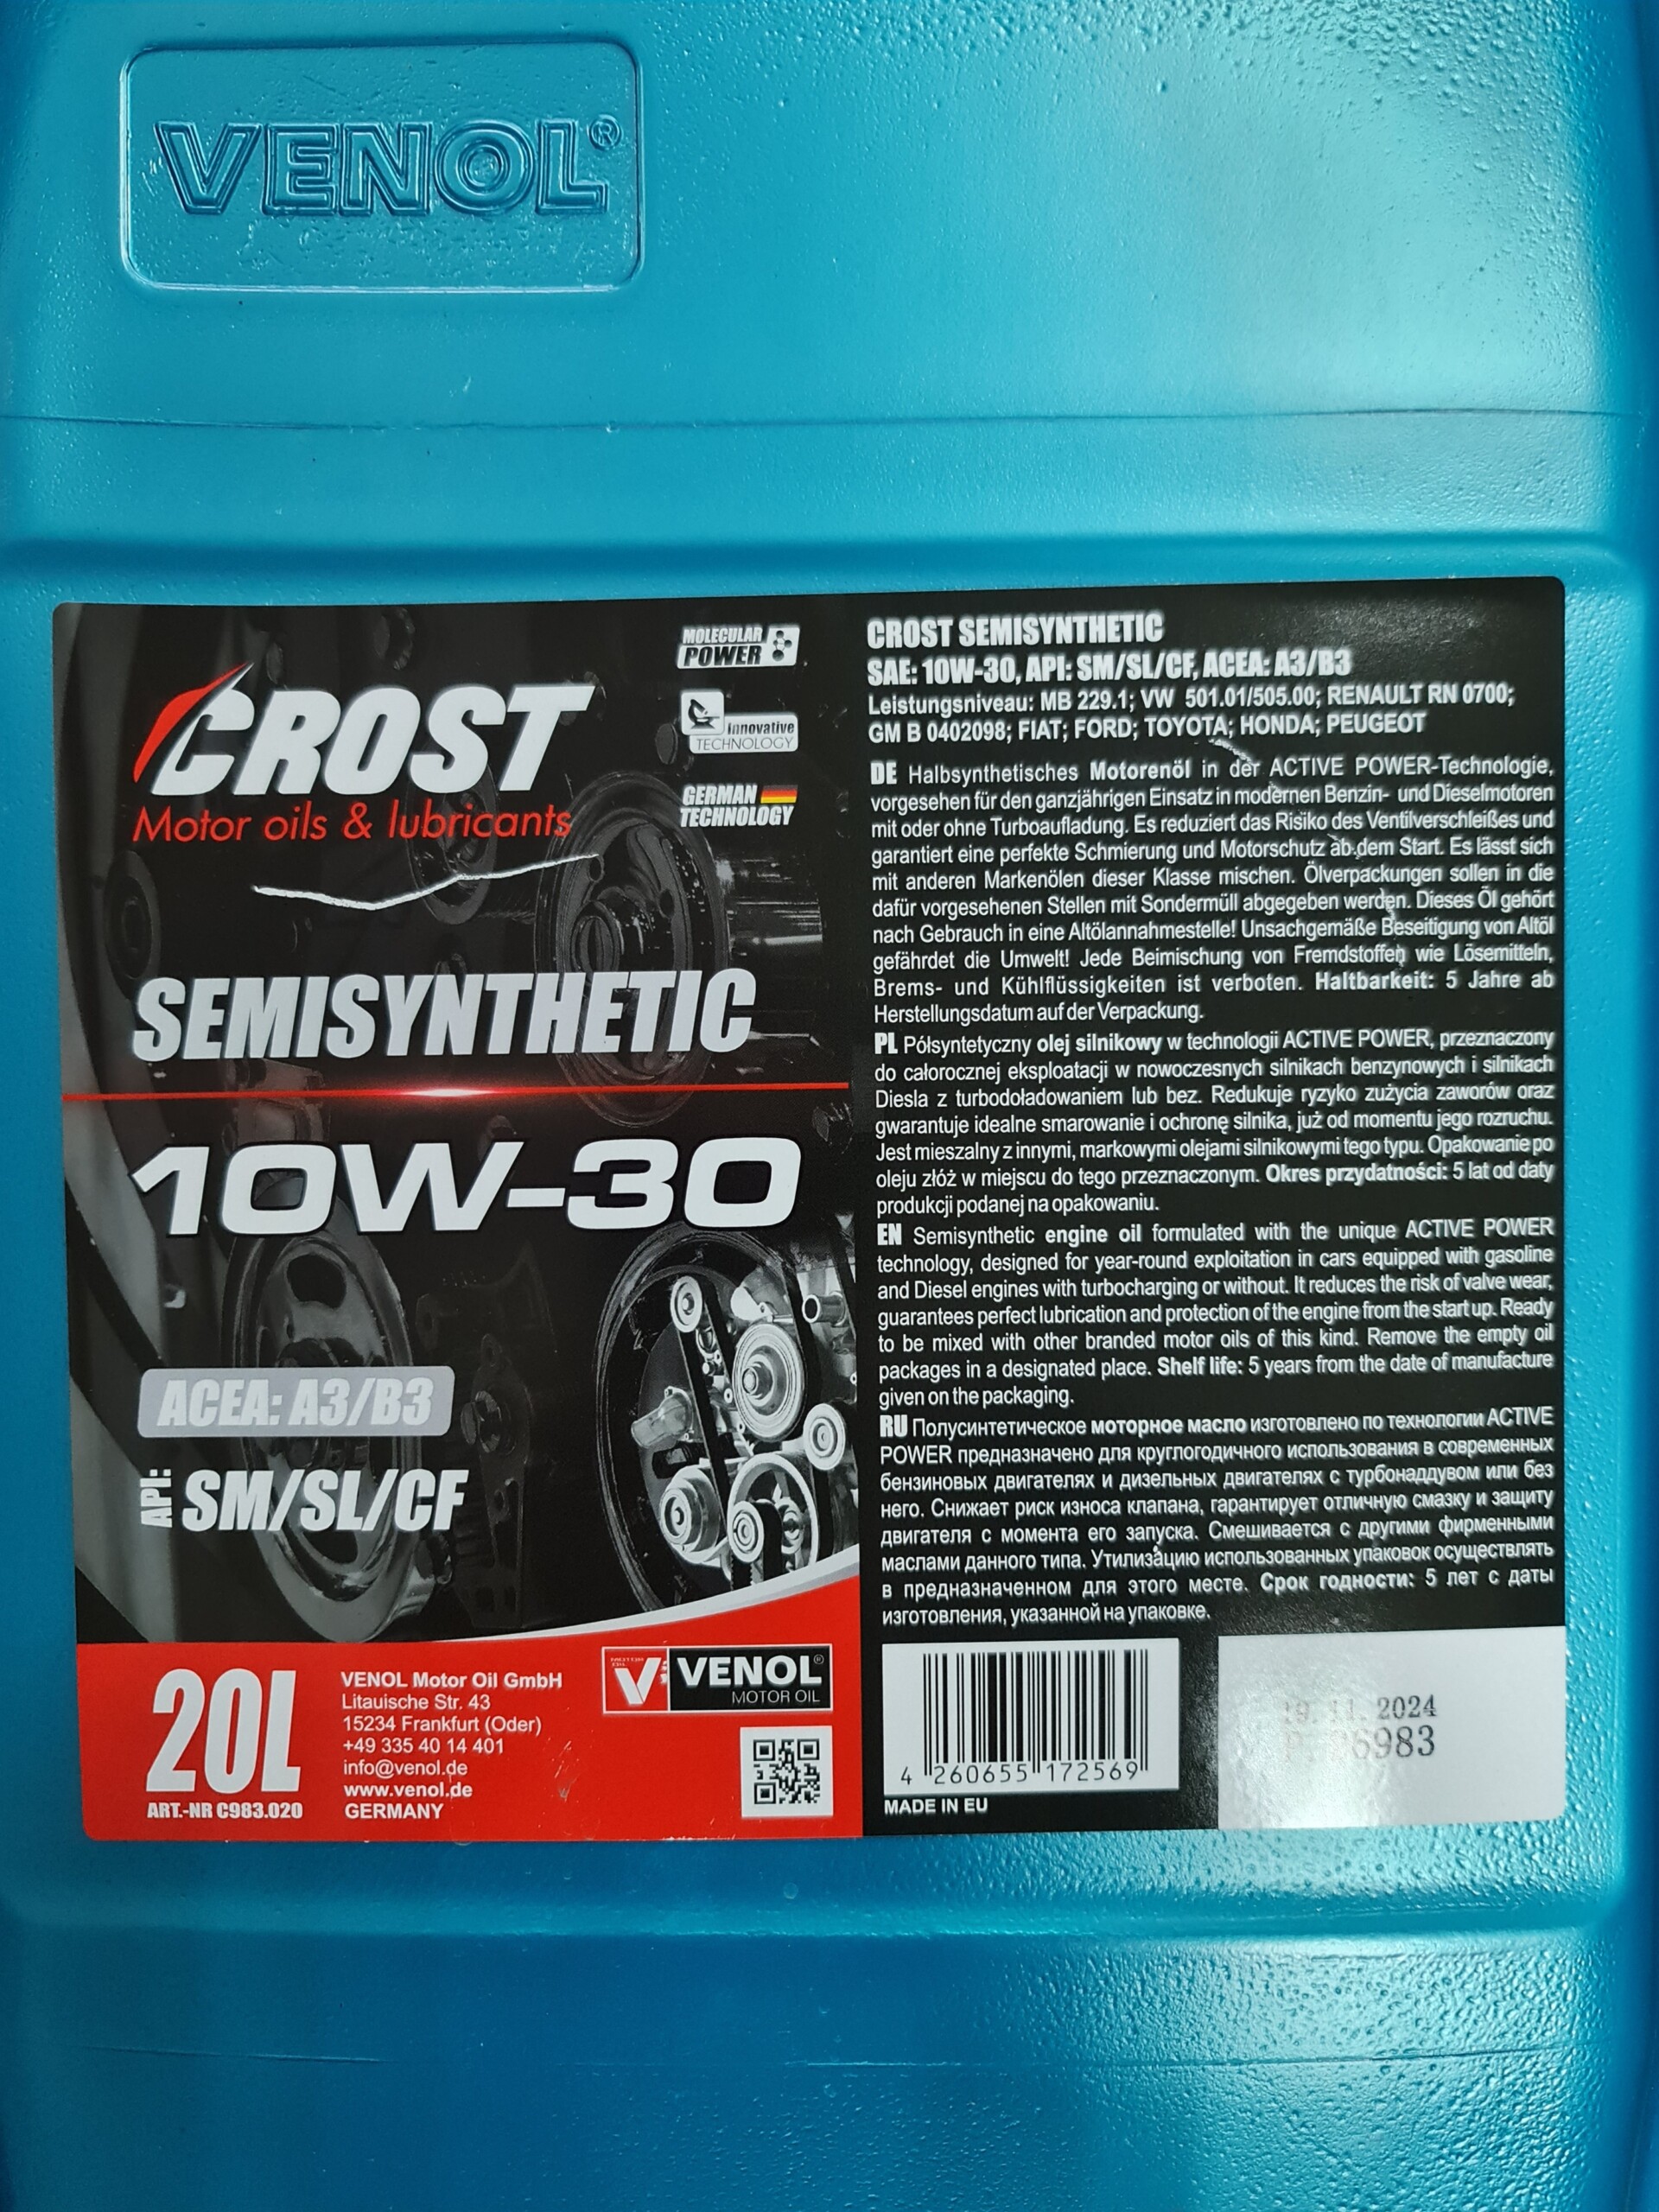 VENOL®
CROST
Motor oils & lubricants
MOLECULAR
POWER
Innovative
TECHNOLOGY
GERMAN
TECHNOLOGY
SEMISYNTHETIC
10W-30
ACEA: A3/B3
API: SM/SL/CF
20L
ART.-NR C983.020
VENOL Motor Oil GmbH
Litauische Str. 43
15234 Frankfurt (Oder)
+49 335 40 14 401
info@venol.de
www.venol.de
GERMANY
VENOL®
MOTOR OIL
CROST SEMISYNTHETIC
SAE: 10W-30, API: SM/SL/CF, ACEA: A3/B3
Leistungsniveau: MB 229.1; VW 501.01/505.00; RENAULT RN 0700;
GM B 0402098; FIAT; FORD; TOYOTA; HONDA; PEUGEOT
DE Halbsynthetisches Motorenöl in der ACTIVE POWER-Technologie,
vorgesehen für den ganzjährigen Einsatz in modernen Benzin- und Dieselmotoren
mit oder ohne Turboaufladung. Es reduziert das Risiko des Ventilverschleißes und
garantiert eine perfekte Schmierung und Motorschutz ab dem Start. Es lässt sich
mit anderen Markenölen dieser Klasse mischen. Ölverpackungen sollen in die
dafür vorgesehenen Stellen mit Sondermüll abgegeben werden. Dieses Öl gehört
nach Gebrauch in eine Altölannahmestelle! Unsachgemäße Beseitigung von Altöl
gefährdet die Umwelt! Jede Beimischung von Fremdstoffen wie Lösemitteln,
Brems- und Kühlflüssigkeiten ist verboten. Haltbarkeit: 5 Jahre ab
Herstellungsdatum auf der Verpackung.
PL Półsyntetyczny olej silnikowy w technologii ACTIVE POWER, przeznaczony
do całorocznej eksploatacji w nowoczesnych silnikach benzynowych i silnikach
Diesla z turbodoładowaniem lub bez. Redukuje ryzyko zużycia zaworów oraz
gwarantuje idealne smarowanie i ochronę silnika, już od momentu jego rozruchu.
Jest mieszalny z innymi, markowymi olejami silnikowymi tego typu. Opakowanie po
oleju złóż w miejscu do tego przeznaczonym. Okres przydatności: 5 lat od daty
produkcji podanej na opakowaniu.
EN Semisynthetic engine oil formulated with the unique ACTIVE POWER
technology, designed for year-round exploitation in cars equipped with gasoline
and Diesel engines with turbocharging or without. It reduces the risk of valve wear,
guarantees perfect lubrication and protection of the engine from the start up. Ready
to be mixed with other branded motor oils of this kind. Remove the empty oil
packages in a designated place. Shelf life: 5 years from the date of manufacture
given on the packaging.
RU Полусинтетическое моторное масло изготовлено по технологии ACTIVE
POWER предназначено для круглогодичного использования в современных
бензиновых двигателях и дизельных двигателях с турбонаддувом или без
него. Снижает риск износа клапана, гарантирует отличную смазку и защиту
двигателя с момента его запуска. Смешивается с другими фирменными
маслами данного типа. Утилизацию использованных упаковок осуществлять
в предназначенном для этого месте. Срок годности: 5 лет с даты
изготовления, указанной на упаковке.
4 260655 172569
MADE IN EU
19. 11. 2024